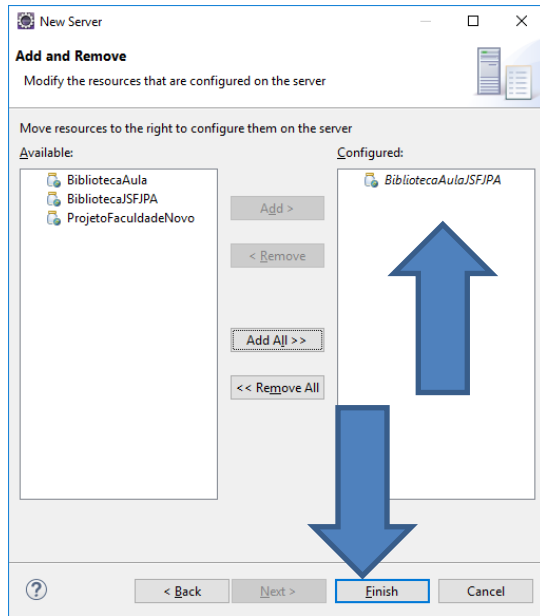 New Server
Add and Remove
Modify the resources that are configured on the server
Move resources to the right to configure them on the server
Available:
Configured:
BibliotecaAula
BibliotecaJSFJPA
ProjetoFaculdadeNovo
BibliotecaAulaJSFJPA
Add >
< Remove
Add All >>
<< Remove All
?
< Back
Next >
Finish
Cancel